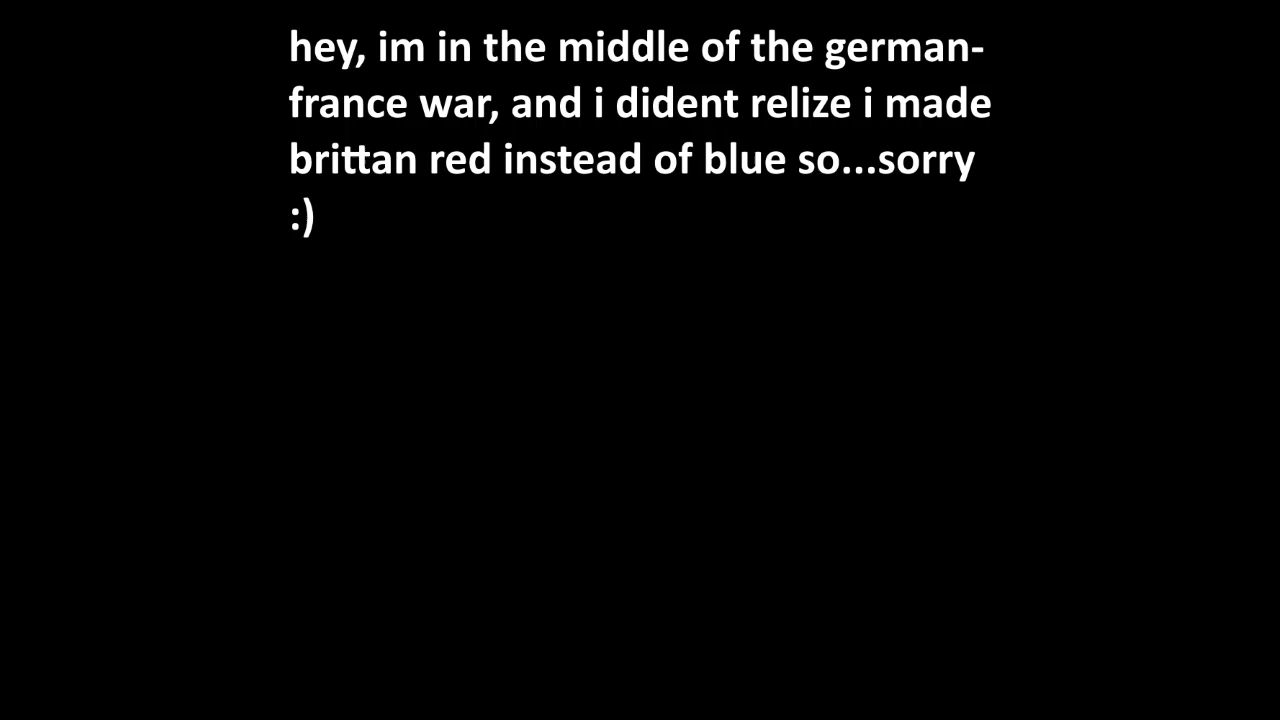 hey, im in the middle of the german-
france war, and i dident relize i made
brittan red instead of blue so...sorry
:)